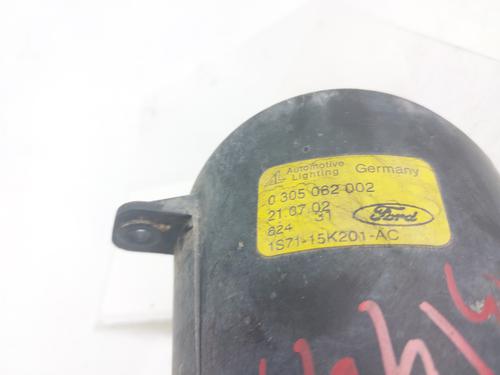 Automotive Lighting Germany
0 305 062 002
21.07.02
824 31
Ford
1S71-15K201-AC